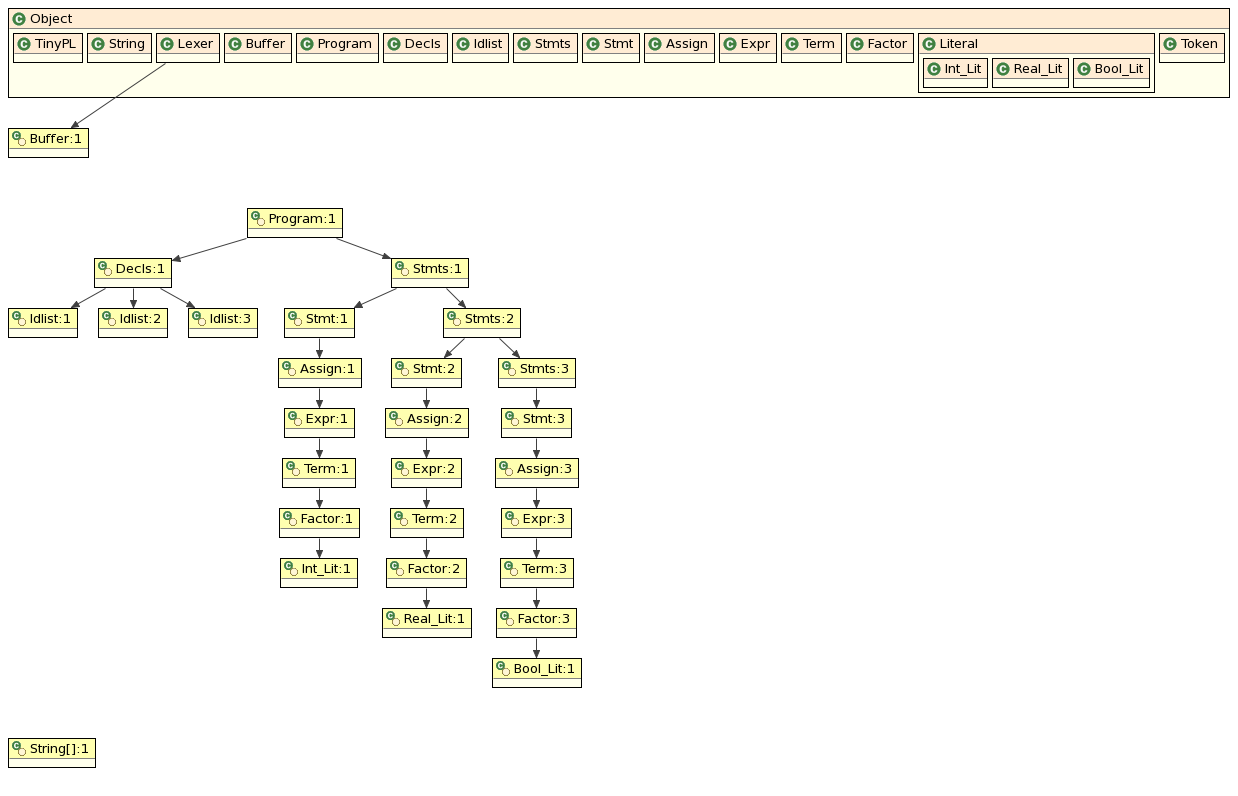 Object
TinyPL String Lexer Buffer Program Decls Idlist Stmts Stmt Assign Expr Term Factor Literal Token
Int_Lit Real_Lit Bool_Lit
Buffer:1
Program:1
Decls:1 Stmts:1
Idlist:1 Idlist:2 Idlist:3 Stmt:1 Stmts:2
Assign:1 Stmt:2 Stmts:3
Expr:1 Assign:2 Stmt:3
Term:1 Expr:2 Assign:3
Factor:1 Term:2 Expr:3
Int_Lit:1 Factor:2 Term:3
Real_Lit:1 Factor:3
Bool_Lit:1
String[]:1